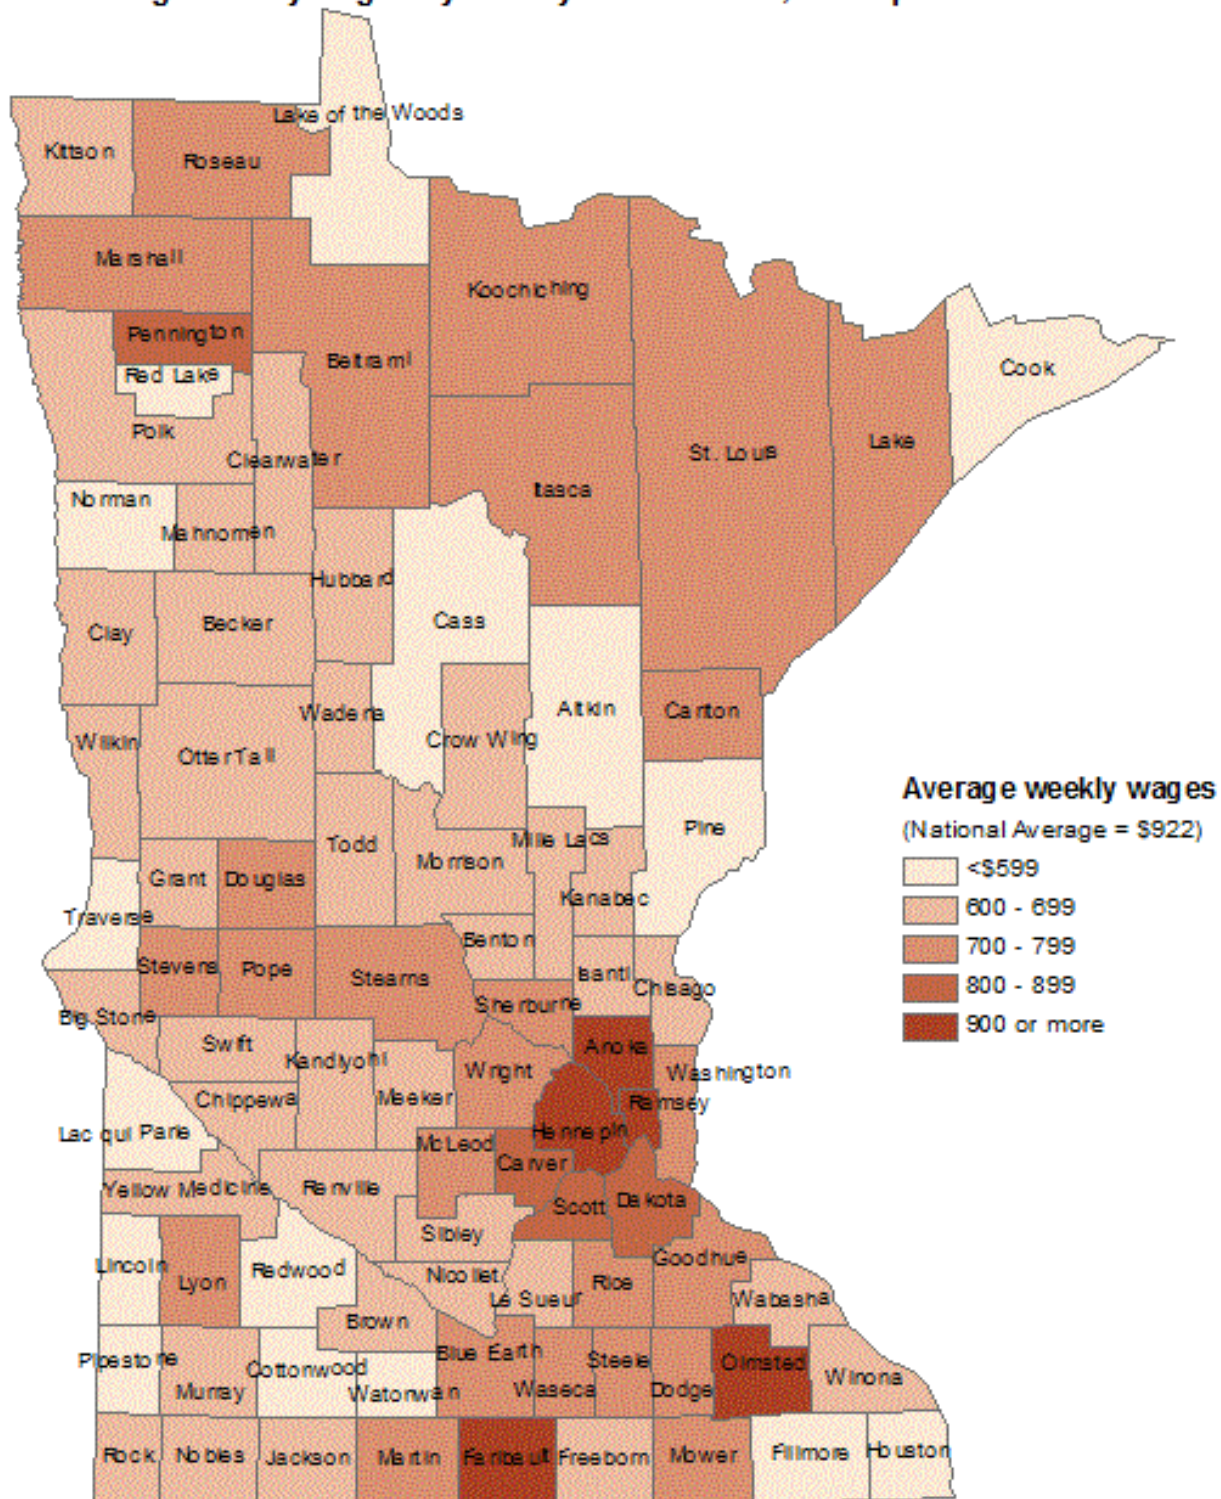 Lake of the Woods
Kittson
Roseau
Marshall
Koochiching
Pennington
Beltrami
Red Lake
Cook
Polk
Clearwater
St. Louis
Lake
Itasca
Norman
Mahnomen
Hubbard
Cass
Becker
Clay
Aitkin
Carlton
Wadena
Crow Wing
Wilkin
Otter Tail
Average weekly wages
(National Average = $922)
<$599
600 - 699
700 - 799
800 - 899
900 or more
Pine
Mille Lacs
Todd
Morrison
Grant
Douglas
Kanabec
Traverse
Benton
Stevens
Pope
Stearns
Isanti
Chisago
Sherburne
Big Stone
Swift
Kandiyohi
Anoka
Wright
Washington
Chippewa
Meeker
Ramsey
Lac qui Parle
Hennepin
McLeod
Carver
Yellow Medicine
Renville
Scott
Dakota
Sibley
Goodhue
Lincoln
Lyon
Redwood
Nicollet
Rice
Le Sueur
Wabasha
Brown
Pipestone
Cottonwood
Blue Earth
Steele
Olmsted
Winona
Murray
Watonwan
Waseca
Dodge
Rock
Nobles
Jackson
Martin
Faribault
Freeborn
Mower
Fillmore
Houston